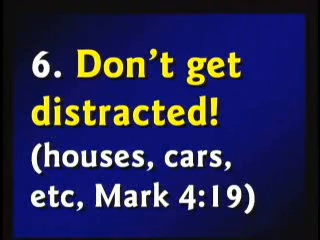 6. Don't get
distracted!
(houses, cars,
etc, Mark 4:19)